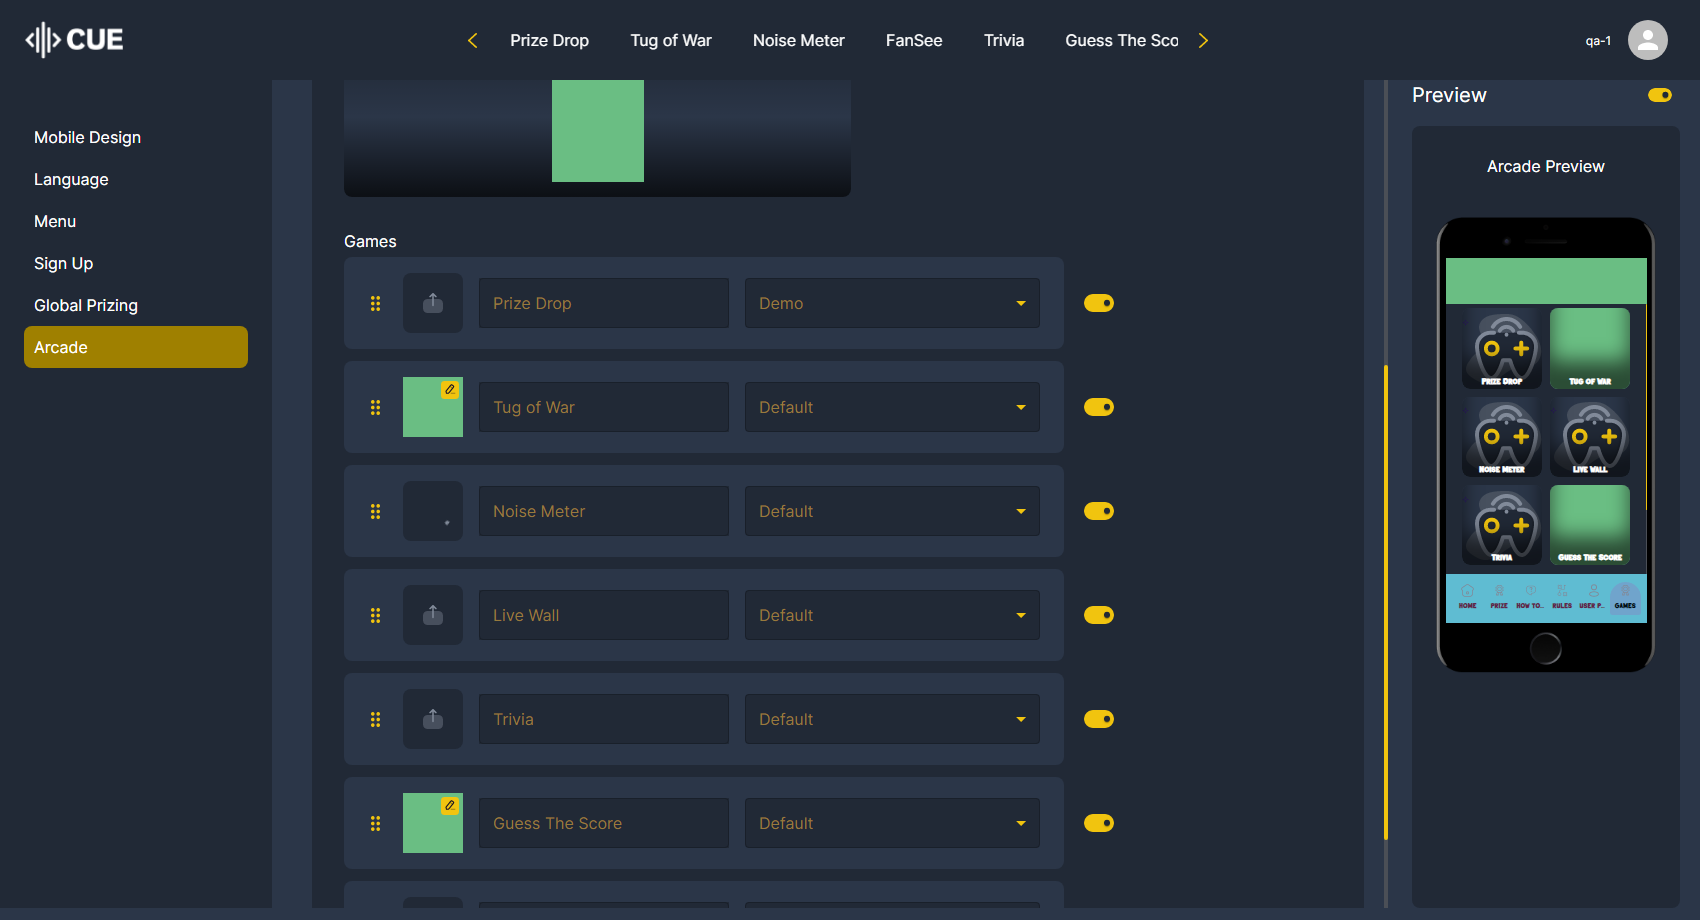 CUE
Prize Drop
Tug of War
Noise Meter
FanSee
Trivia
Guess The Sco
qa-1
Mobile Design
Language
Menu
Sign Up
Global Prizing
Arcade
Games
Prize Drop
Demo
Tug of War
Default
Noise Meter
Default
Live Wall
Default
Trivia
Default
Guess The Score
Default
Preview
Arcade Preview
Prize Drop
Tug of War
Noise Meter
Live Wall
Trivia
Guess The Score
HOME
PRIZE
HOW TO..
RULES
USER P..
GAMES